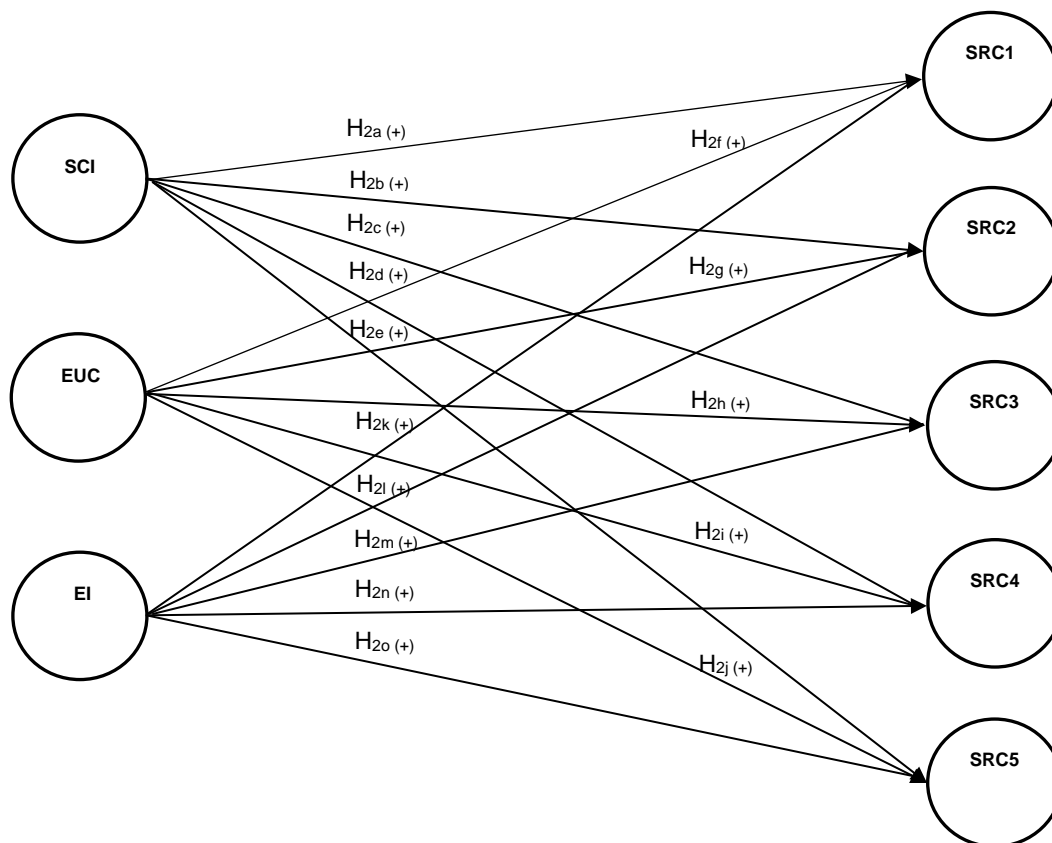 SRC1
H2a (+)
H2f (+)
SCI
H2b (+)
H2c (+)
SRC2
H2d (+)
H2g (+)
H2e (+)
EUC
H2h (+)
SRC3
H2k (+)
H2l (+)
H2m (+)
H2i (+)
EI
H2n (+)
SRC4
H2o (+)
H2j (+)
SRC5